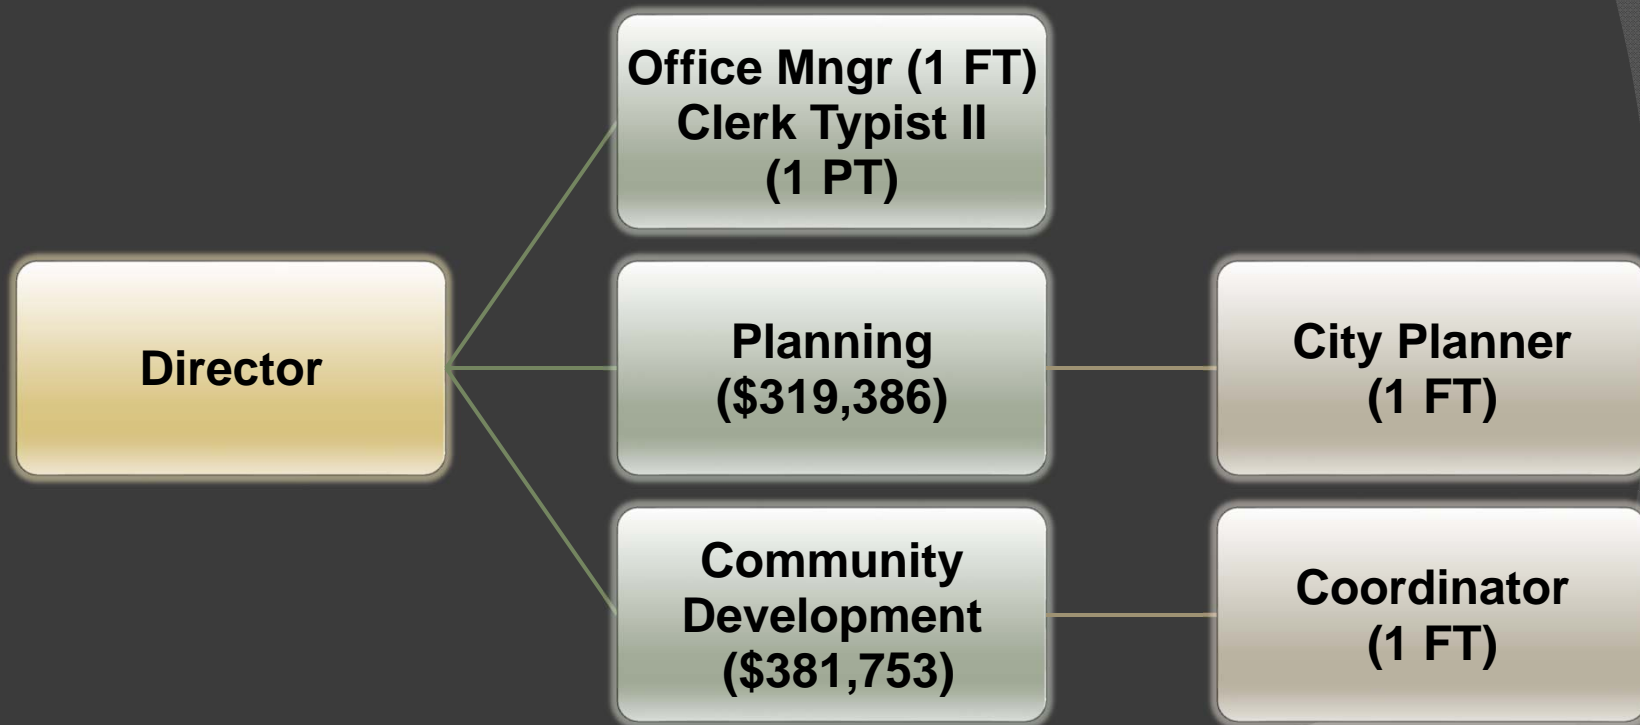 Director
Office Mngr (1 FT)
Clerk Typist II
(1 PT)
Planning
($319,386)
City Planner
(1 FT)
Community
Development
($381,753)
Coordinator
(1 FT)